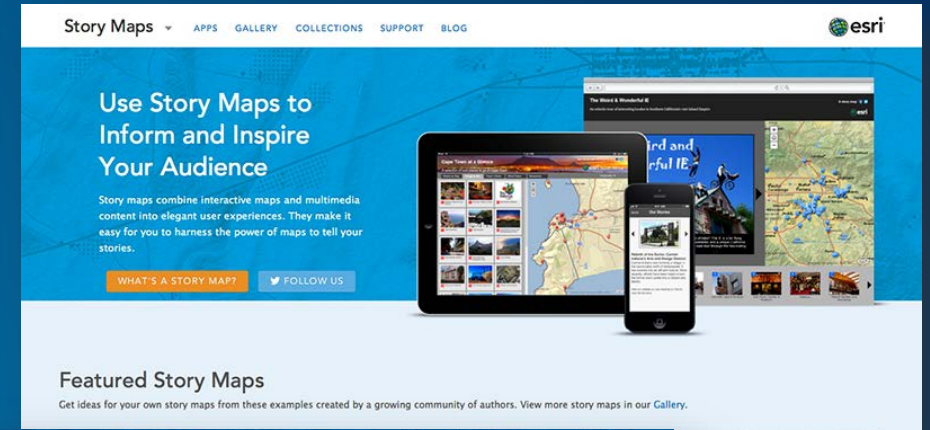 Story Maps
APPS GALLERY COLLECTIONS SUPPORT BLOG
esri
Use Story Maps to
Inform and Inspire
Your Audience
Story maps combine interactive maps and multimedia
content into elegant user experiences. They make it
easy for you to harness the power of maps to tell your
stories.
WHAT'S A STORY MAP?
FOLLOW US
The Weird & Wonderful IE
esri
ird and
rful IE
Cape Town at a Glance
Featured Story Maps
Get ideas for your own story maps from these examples created by a growing community of authors. View more story maps in our Gallery.